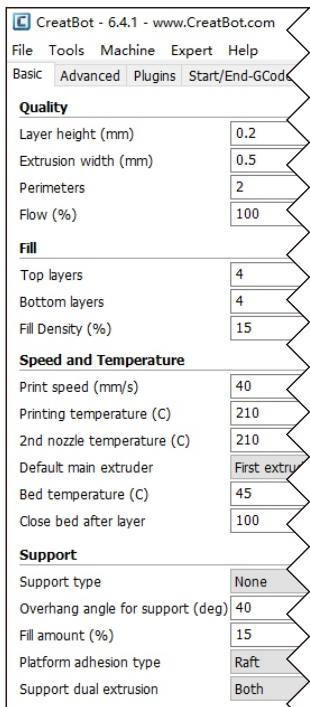 CreatBot - 6.4.1 - www.CreatBot.com
File Tools Machine Expert Help
Basic Advanced Plugins Start/End-GCode
Quality
Layer height (mm) 0.2
Extrusion width (mm) 0.5
Perimeters 2
Flow (%) 100
Fill
Top layers 4
Bottom layers 4
Fill Density (%) 15
Speed and Temperature
Print speed (mm/s) 40
Printing temperature (C) 210
2nd nozzle temperature (C) 210
Default main extruder First
Bed temperature (C) 45
Close bed after layer 100
Support
Support type None
Overhang angle for support (deg) 40
Fill amount (%) 15
Platform adhesion type Raft
Support dual extrusion Both